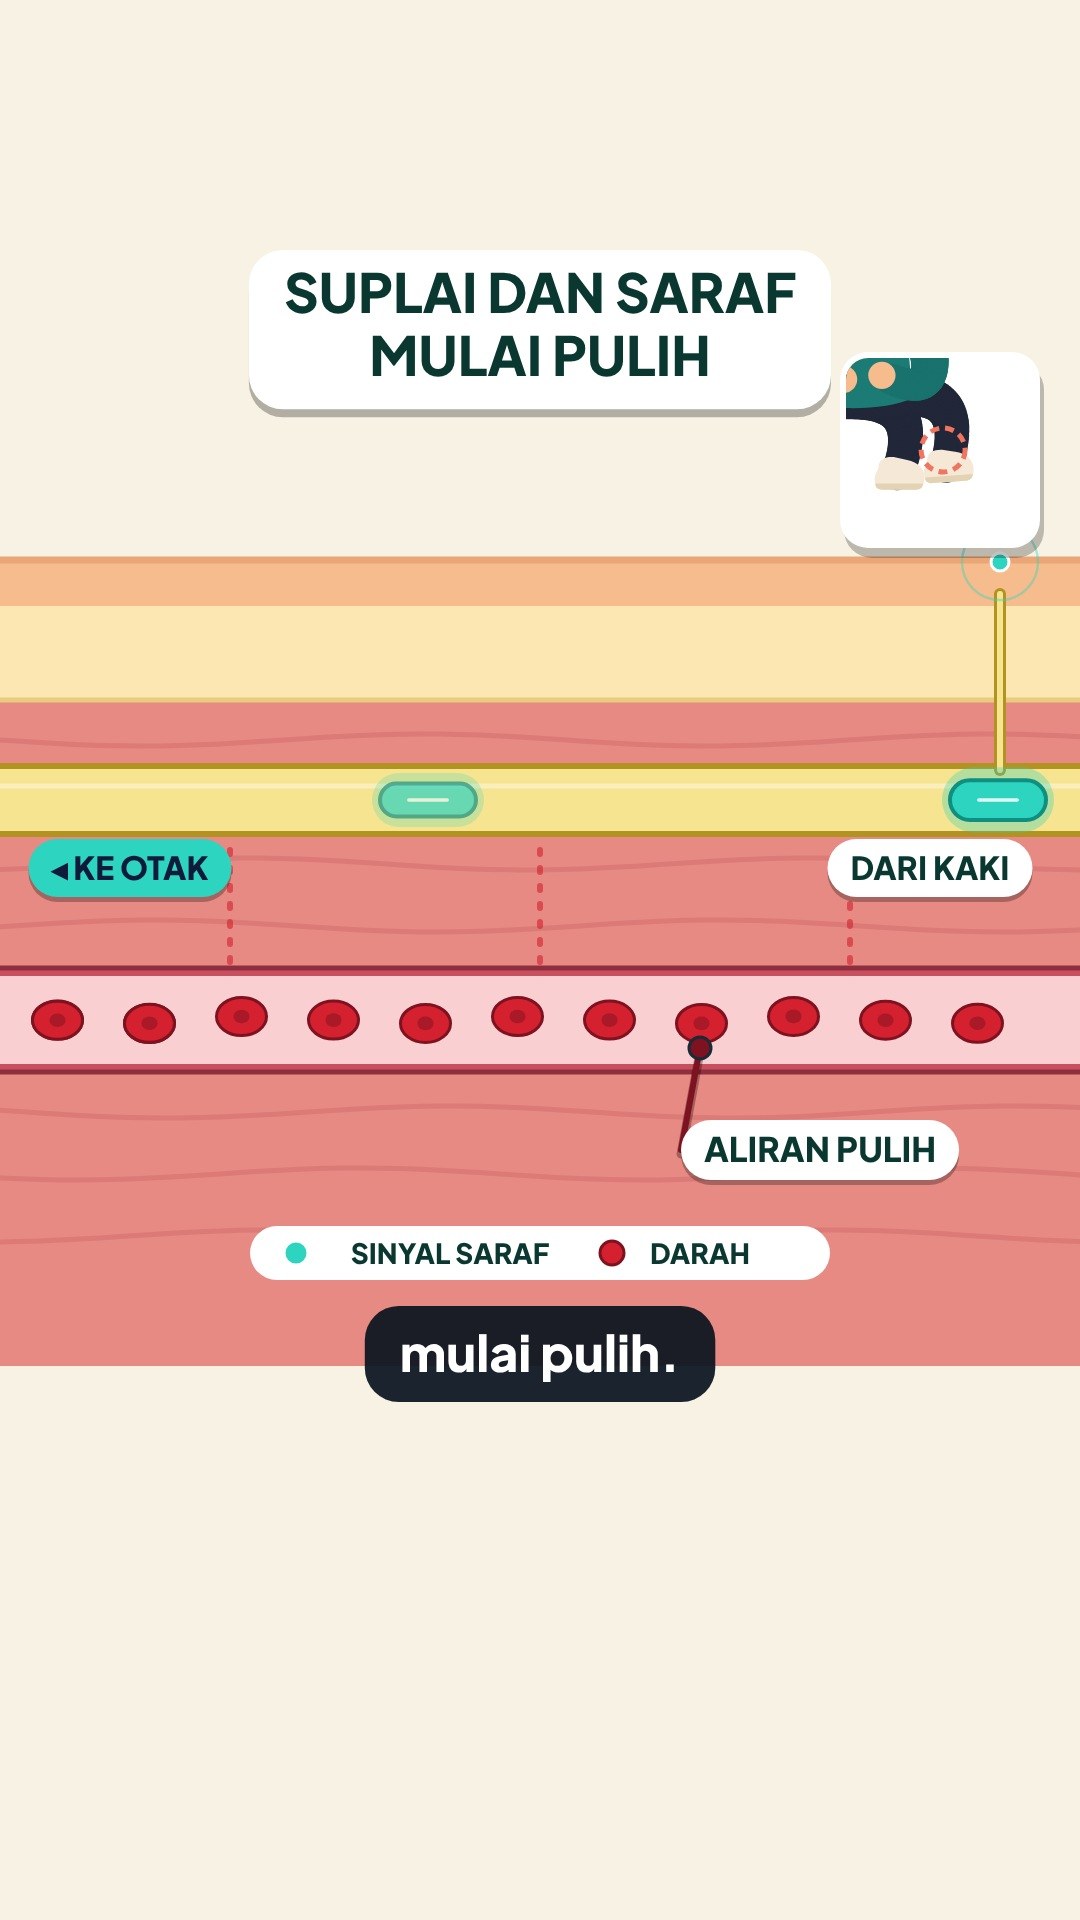 SUPLAI DAN SARAF
MULAI PULIH
◂ KE OTAK
DARI KAKI
ALIRAN PULIH
SINYAL SARAF
DARAH
mulai pulih.